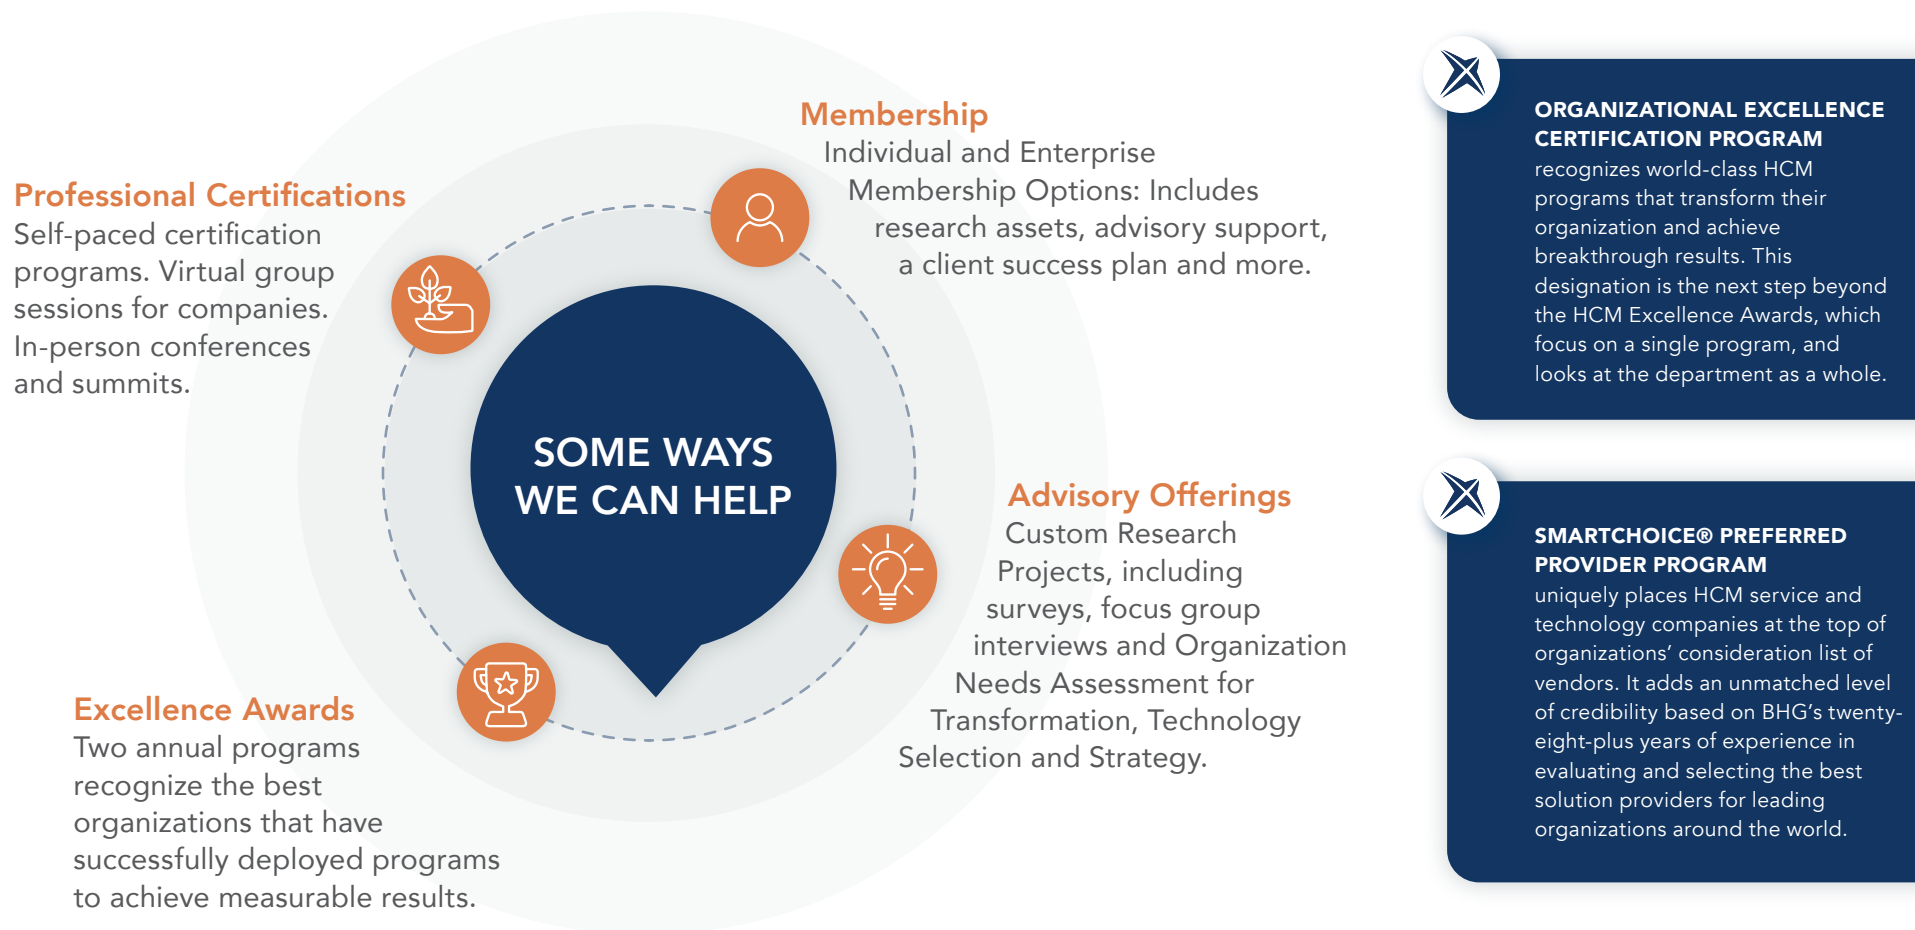 Membership
Individual and Enterprise
Membership Options: Includes
research assets, advisory support,
a client success plan and more.
Professional Certifications
Self-paced certification
programs. Virtual group
sessions for companies.
In-person conferences
and summits.
SOME WAYS
WE CAN HELP
Advisory Offerings
Custom Research
Projects, including
surveys, focus group
interviews and Organization
Needs Assessment for
Transformation, Technology
Selection and Strategy.
Excellence Awards
Two annual programs
recognize the best
organizations that have
successfully deployed programs
to achieve measurable results.
ORGANIZATIONAL EXCELLENCE
CERTIFICATION PROGRAM
recognizes world-class HCM
programs that transform their
organization and achieve
breakthrough results. This
designation is the next step beyond
the HCM Excellence Awards, which
focus on a single program, and
looks at the department as a whole.
SMARTCHOICE® PREFERRED
PROVIDER PROGRAM
uniquely places HCM service and
technology companies at the top of
organizations’ consideration list of
vendors. It adds an unmatched level
of credibility based on BHG’s twenty-
eight-plus years of experience in
evaluating and selecting the best
solution providers for leading
organizations around the world.